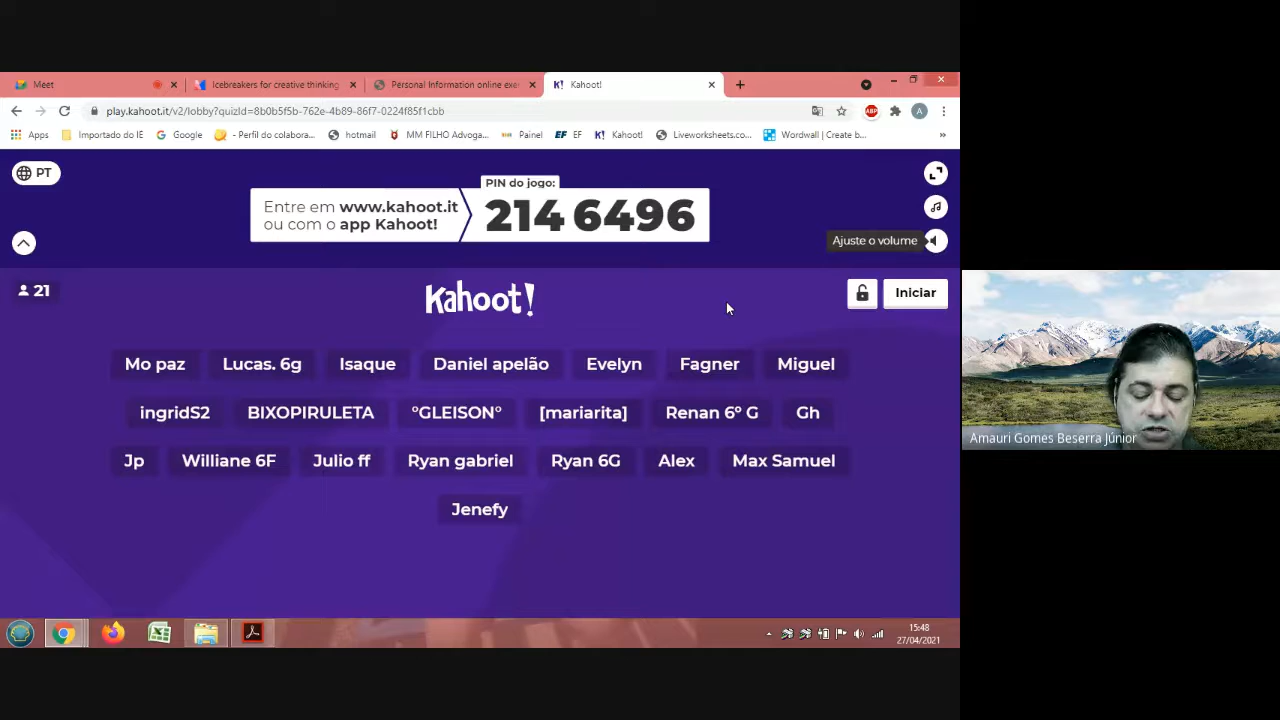 Meet
Icebreakers for creative thinking
Personal Information online exe
Kahoot!
play.kahoot.it/v2/lobby?quizId=8b0b5f5b-762e-4b89-86f7-0224f85f1cbb
Apps Importado do IE Google - Perfil do colabora... hotmail MM FILHO Advoga... Painel EF EF Kahoot! Liveworksheets.co... Wordwall | Create b... »
PT
Entre em www.kahoot.it
ou com o app Kahoot!
PIN do jogo:
214 6496
Ajuste o volume
21
Kahoot!
Iniciar
Mo paz Lucas. 6g Isaque Daniel apelão Evelyn Fagner Miguel
ingridS2 BIXOPIRULETA °GLEISON° [mariarita] Renan 6° G Gh
Jp Williane 6F Julio ff Ryan gabriel Ryan 6G Alex Max Samuel
Jenefy
Amauri Gomes Beserra Júnior
15:48
27/04/2021